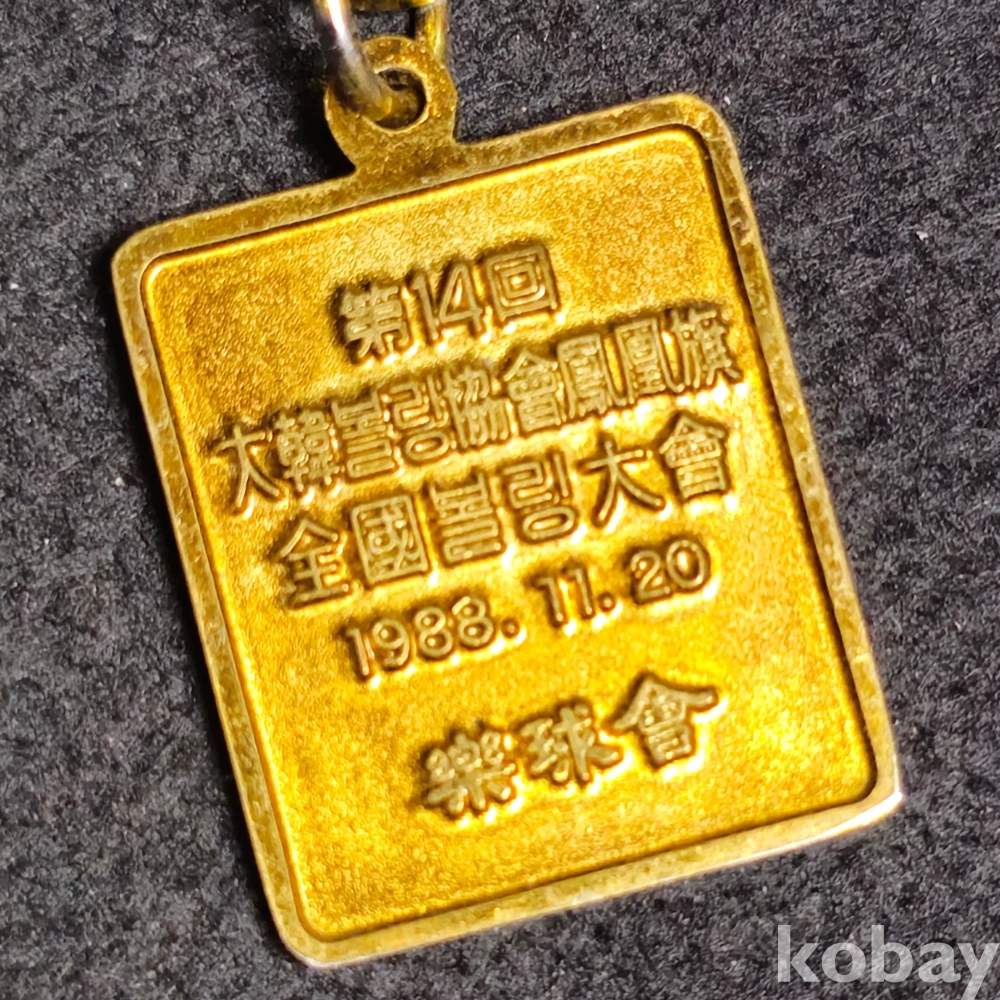 第14回
大韓볼링協會鳳凰旗
全國볼링大會
1988.11.20
樂球會
kobay